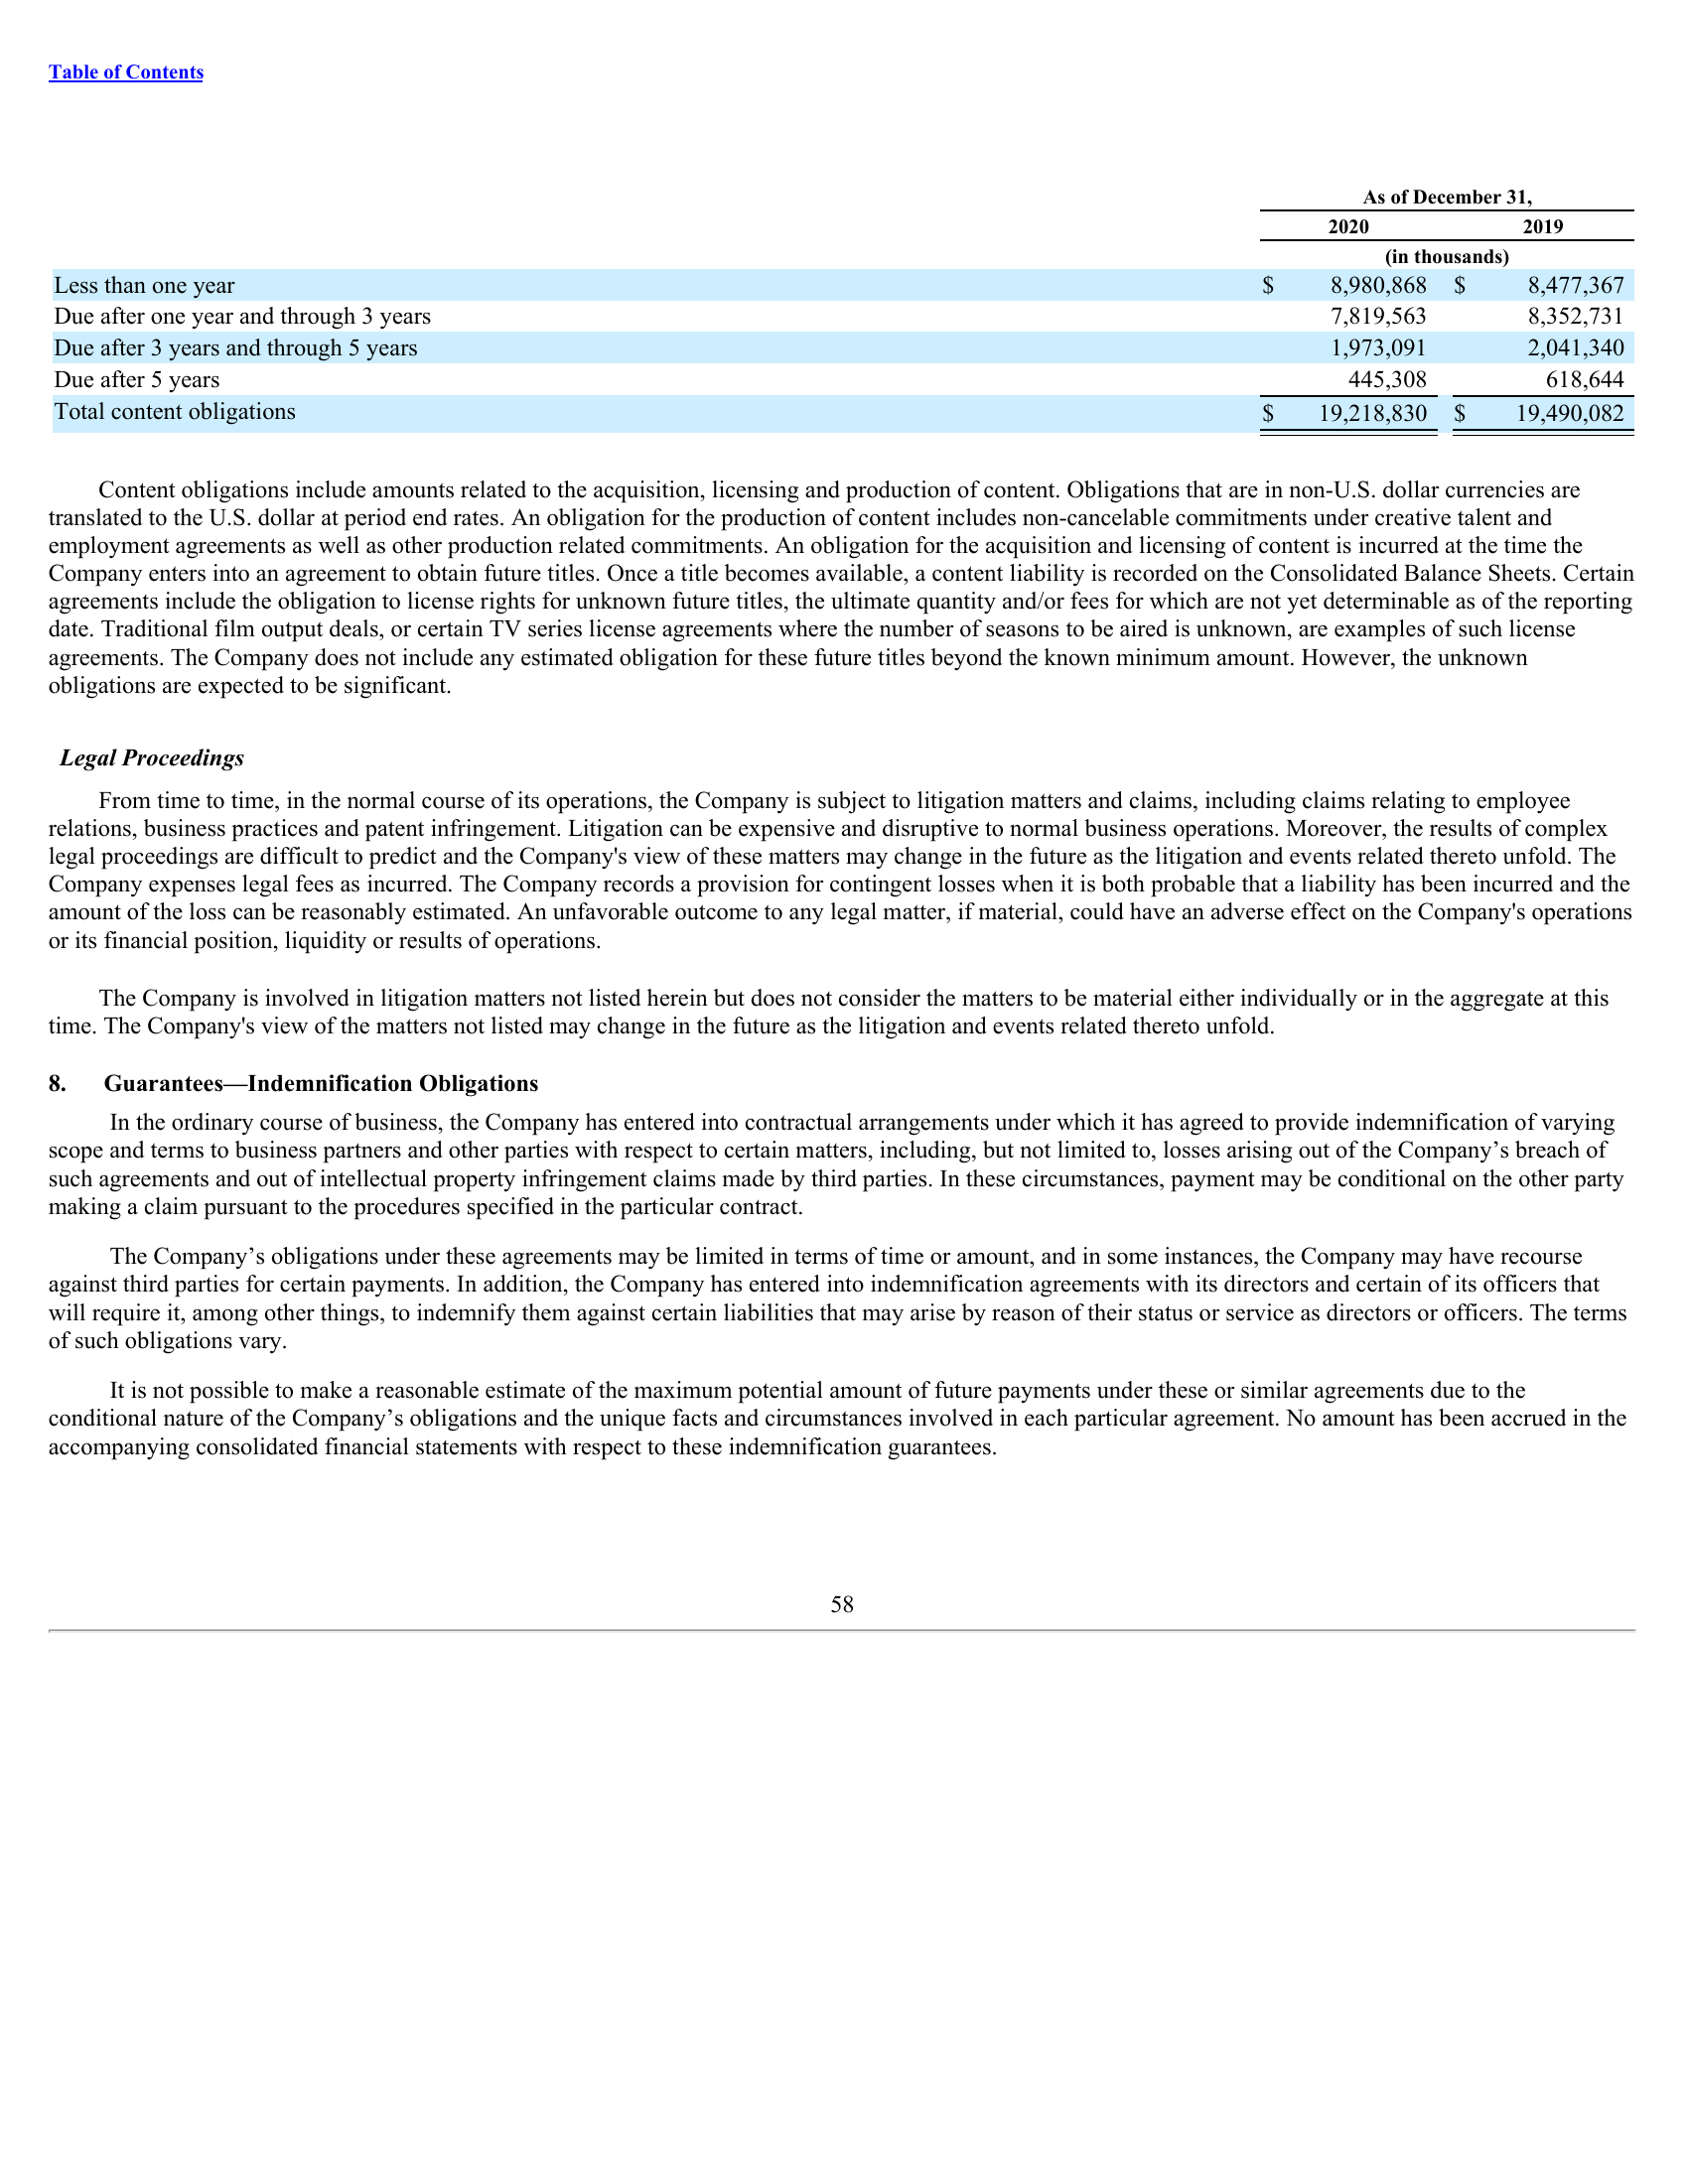 Table of Contents
As of December 31,
2020 2019
(in thousands)
Less than one year $ 8,980,868 $ 8,477,367
Due after one year and through 3 years 7,819,563 8,352,731
Due after 3 years and through 5 years 1,973,091 2,041,340
Due after 5 years 445,308 618,644
Total content obligations $ 19,218,830 $ 19,490,082
Content obligations include amounts related to the acquisition, licensing and production of content. Obligations that are in non-U.S. dollar currencies are
translated to the U.S. dollar at period end rates. An obligation for the production of content includes non-cancelable commitments under creative talent and
employment agreements as well as other production related commitments. An obligation for the acquisition and licensing of content is incurred at the time the
Company enters into an agreement to obtain future titles. Once a title becomes available, a content liability is recorded on the Consolidated Balance Sheets. Certain
agreements include the obligation to license rights for unknown future titles, the ultimate quantity and/or fees for which are not yet determinable as of the reporting
date. Traditional film output deals, or certain TV series license agreements where the number of seasons to be aired is unknown, are examples of such license
agreements. The Company does not include any estimated obligation for these future titles beyond the known minimum amount. However, the unknown
obligations are expected to be significant.
Legal Proceedings
From time to time, in the normal course of its operations, the Company is subject to litigation matters and claims, including claims relating to employee
relations, business practices and patent infringement. Litigation can be expensive and disruptive to normal business operations. Moreover, the results of complex
legal proceedings are difficult to predict and the Company's view of these matters may change in the future as the litigation and events related thereto unfold. The
Company expenses legal fees as incurred. The Company records a provision for contingent losses when it is both probable that a liability has been incurred and the
amount of the loss can be reasonably estimated. An unfavorable outcome to any legal matter, if material, could have an adverse effect on the Company's operations
or its financial position, liquidity or results of operations.
The Company is involved in litigation matters not listed herein but does not consider the matters to be material either individually or in the aggregate at this
time. The Company's view of the matters not listed may change in the future as the litigation and events related thereto unfold.
8. Guarantees—Indemnification Obligations
In the ordinary course of business, the Company has entered into contractual arrangements under which it has agreed to provide indemnification of varying
scope and terms to business partners and other parties with respect to certain matters, including, but not limited to, losses arising out of the Company’s breach of
such agreements and out of intellectual property infringement claims made by third parties. In these circumstances, payment may be conditional on the other party
making a claim pursuant to the procedures specified in the particular contract.
The Company’s obligations under these agreements may be limited in terms of time or amount, and in some instances, the Company may have recourse
against third parties for certain payments. In addition, the Company has entered into indemnification agreements with its directors and certain of its officers that
will require it, among other things, to indemnify them against certain liabilities that may arise by reason of their status or service as directors or officers. The terms
of such obligations vary.
It is not possible to make a reasonable estimate of the maximum potential amount of future payments under these or similar agreements due to the
conditional nature of the Company’s obligations and the unique facts and circumstances involved in each particular agreement. No amount has been accrued in the
accompanying consolidated financial statements with respect to these indemnification guarantees.
58